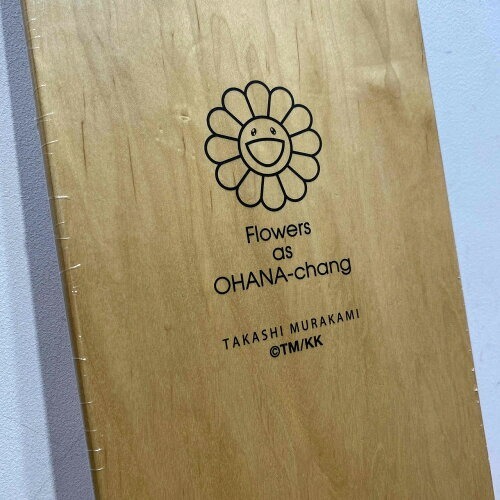 Flowers
as
OHANA-chang
TAKASHI MURAKAMI
©TM/KK